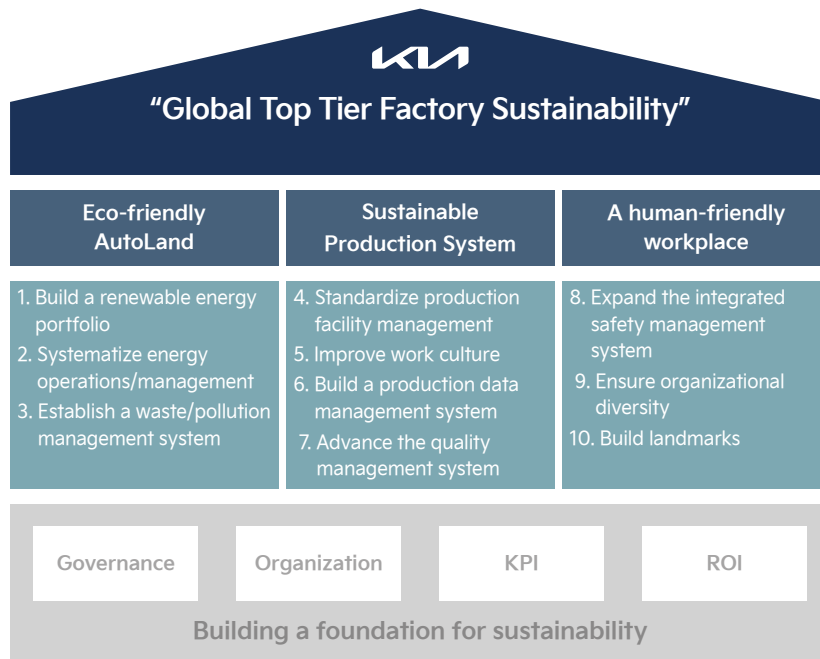 KIA
“Global Top Tier Factory Sustainability”
Eco-friendly
AutoLand
1. Build a renewable energy
portfolio
2. Systematize energy
operations/management
3. Establish a waste/pollution
management system
Sustainable
Production System
4. Standardize production
facility management
5. Improve work culture
6. Build a production data
management system
7. Advance the quality
management system
A human-friendly
workplace
8. Expand the integrated
safety management
system
9. Ensure organizational
diversity
10. Build landmarks
Governance
Organization
KPI
ROI
Building a foundation for sustainability